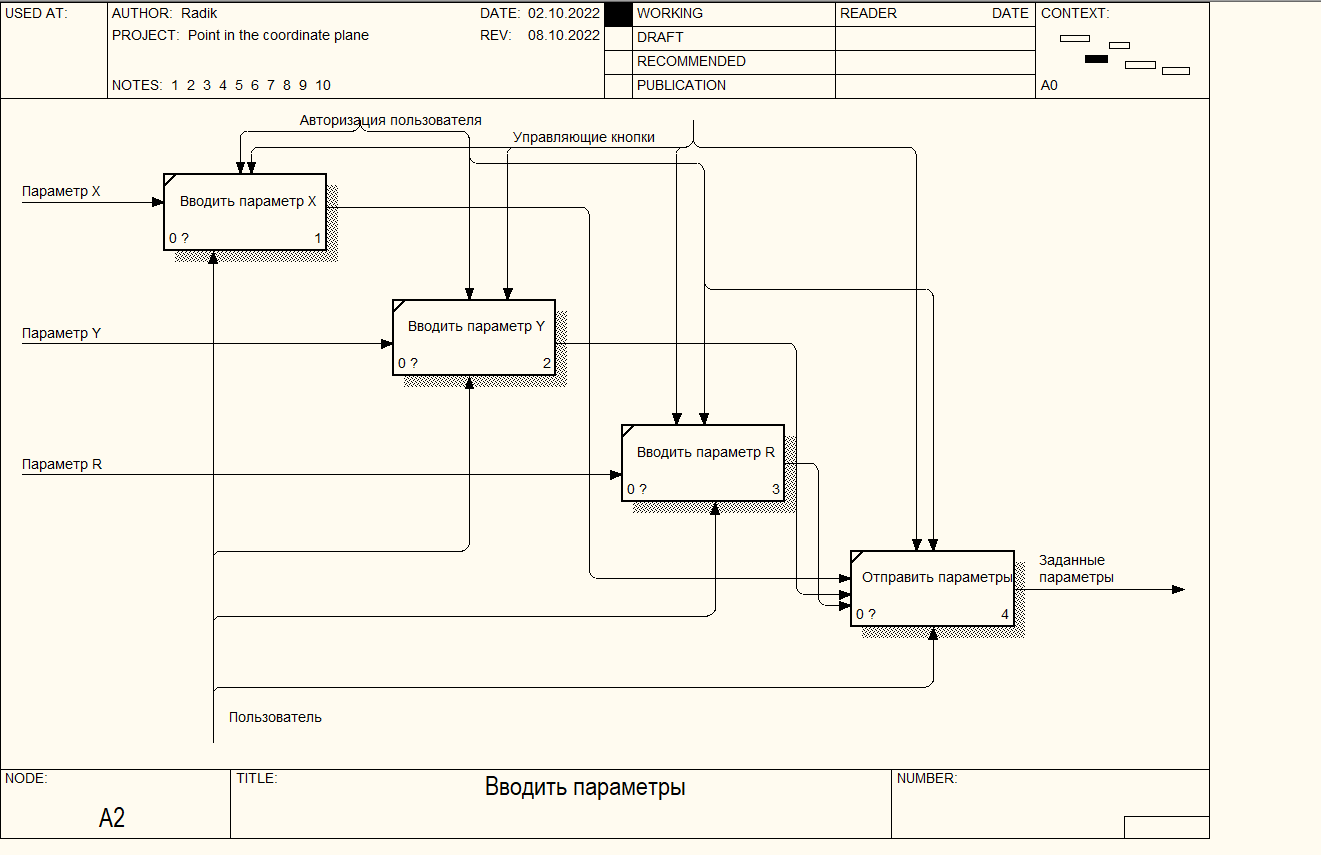 USED AT:
AUTHOR: Radik
DATE: 02.10.2022
PROJECT: Point in the coordinate plane
REV: 08.10.2022
NOTES: 1 2 3 4 5 6 7 8 9 10
WORKING
DRAFT
RECOMMENDED
PUBLICATION
READER DATE
CONTEXT:
A0
Авторизация пользователя
Управляющие кнопки
Параметр X
Вводить параметр X
0 ? 1
Параметр Y
Вводить параметр Y
0 ? 2
Параметр R
Вводить параметр R
0 ? 3
Отправить параметры
0 ? 4
Заданные
параметры
Пользователь
NODE:
A2
TITLE:
Вводить параметры
NUMBER: